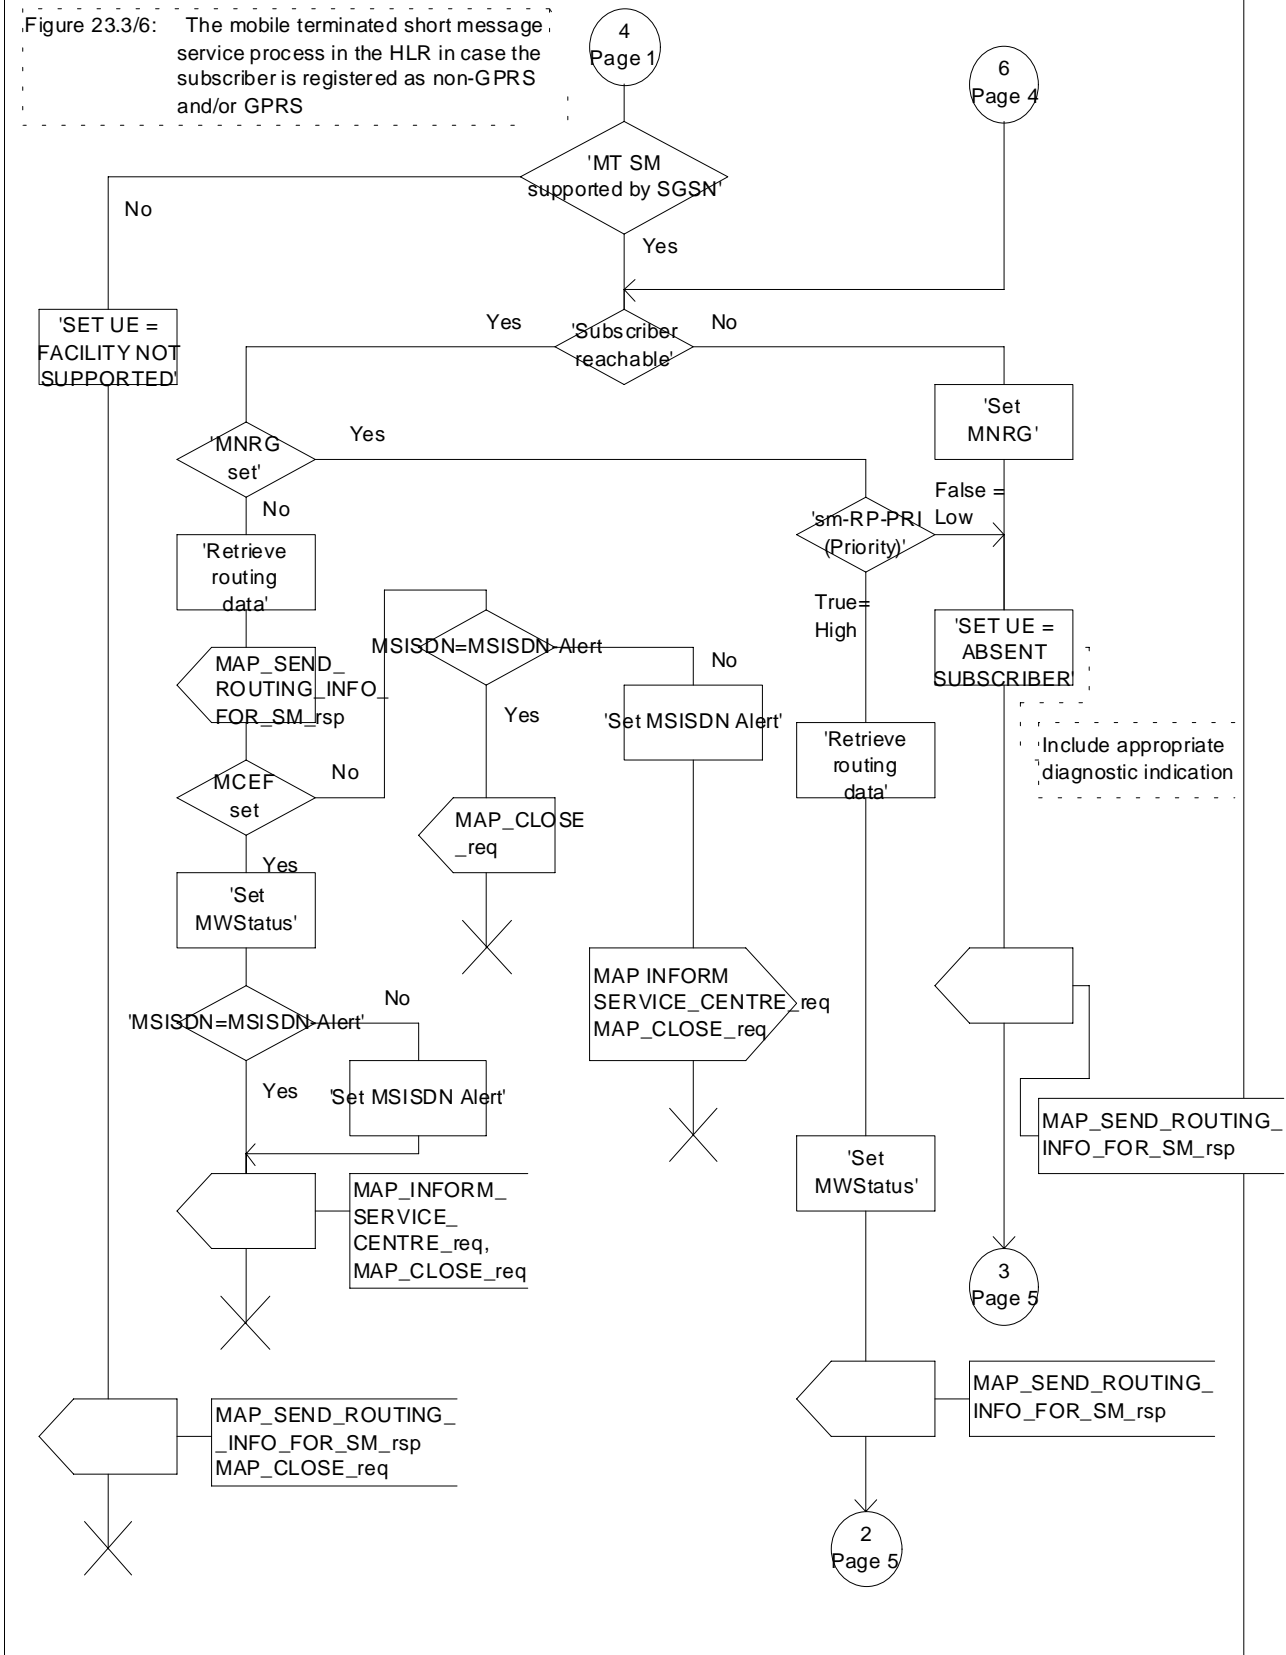 Figure 23.3/6: The mobile terminated short message
service process in the HLR in case the
subscriber is registered as non-GPRS
and/or GPRS
4
Page 1
6
Page 4
'MT SM
supported by SGSN'
No
Yes
'SET UE =
FACILITY NOT
SUPPORTED'
Yes
'Subscriber
reachable'
No
'Set
MNRG'
'MNRG
set'
Yes
No
False =
Low
'sm-RP-PRI
(Priority)'
True=
High
'Retrieve
routing
data'
MSISDN=MSISDN-Alert
No
Yes
'SET UE =
ABSENT
SUBSCRIBER'
MAP_SEND_
ROUTING_INFO_
FOR_SM_rsp
'Set MSISDN Alert'
'Retrieve
routing
data'
Include appropriate
diagnostic indication
MCEF
set
No
Yes
MAP_CLOSE
_req
'Set
MWStatus'
MAP INFORM
SERVICE_CENTRE_req
MAP_CLOSE_req
'MSISDN=MSISDN-Alert'
No
Yes
'Set MSISDN Alert'
MAP_SEND_ROUTING_
INFO_FOR_SM_rsp
'Set
MWStatus'
MAP_INFORM_
SERVICE_
CENTRE_req,
MAP_CLOSE_req
3
Page 5
MAP_SEND_ROUTING_
INFO_FOR_SM_rsp
MAP_SEND_ROUTING_
_INFO_FOR_SM_rsp
MAP_CLOSE_req
2
Page 5